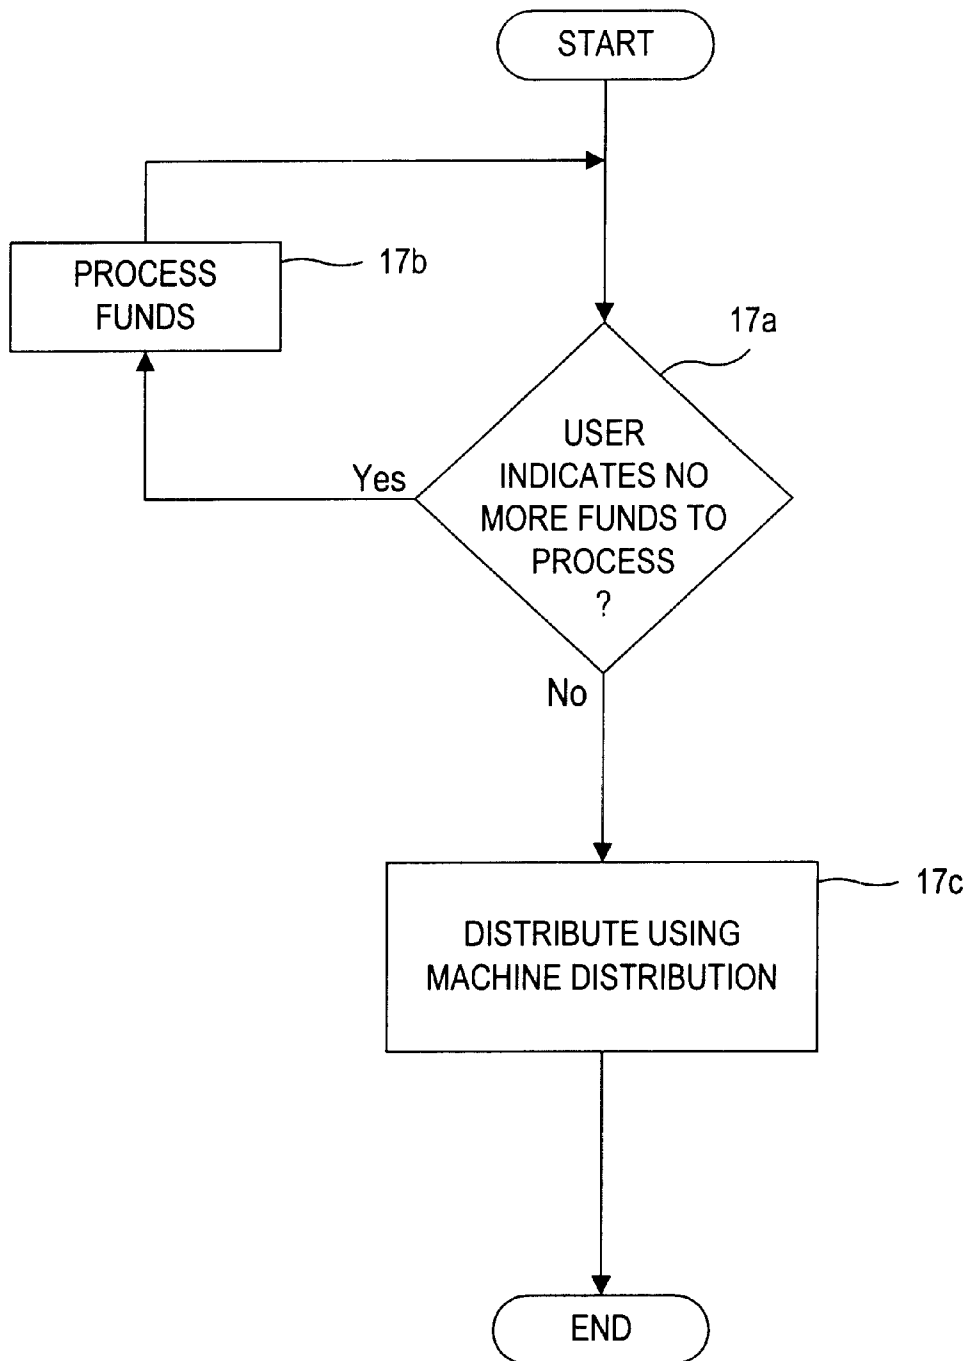 START
PROCESS
FUNDS
17b
17a
USER
INDICATES NO
MORE FUNDS TO
PROCESS
?
Yes
No
17c
DISTRIBUTE USING
MACHINE DISTRIBUTION
END